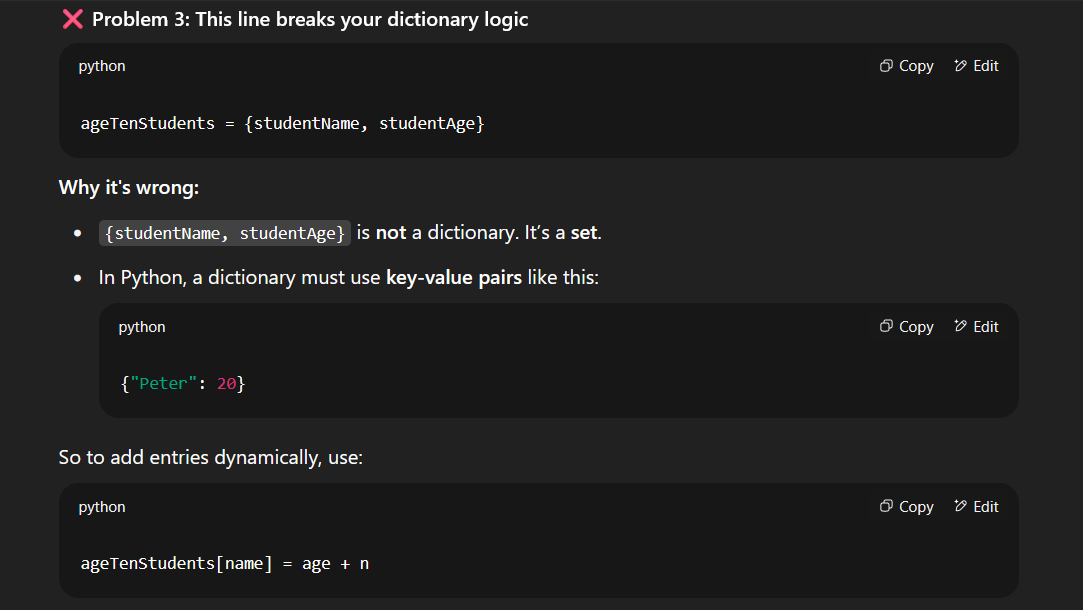 ❌ Problem 3: This line breaks your dictionary logic
python Copy Edit
ageTenStudents = {studentName, studentAge}
Why it's wrong:
• {studentName, studentAge} is not a dictionary. It’s a set.
• In Python, a dictionary must use key-value pairs like this:
python Copy Edit
{"Peter": 20}
So to add entries dynamically, use:
python Copy Edit
ageTenStudents[name] = age + n